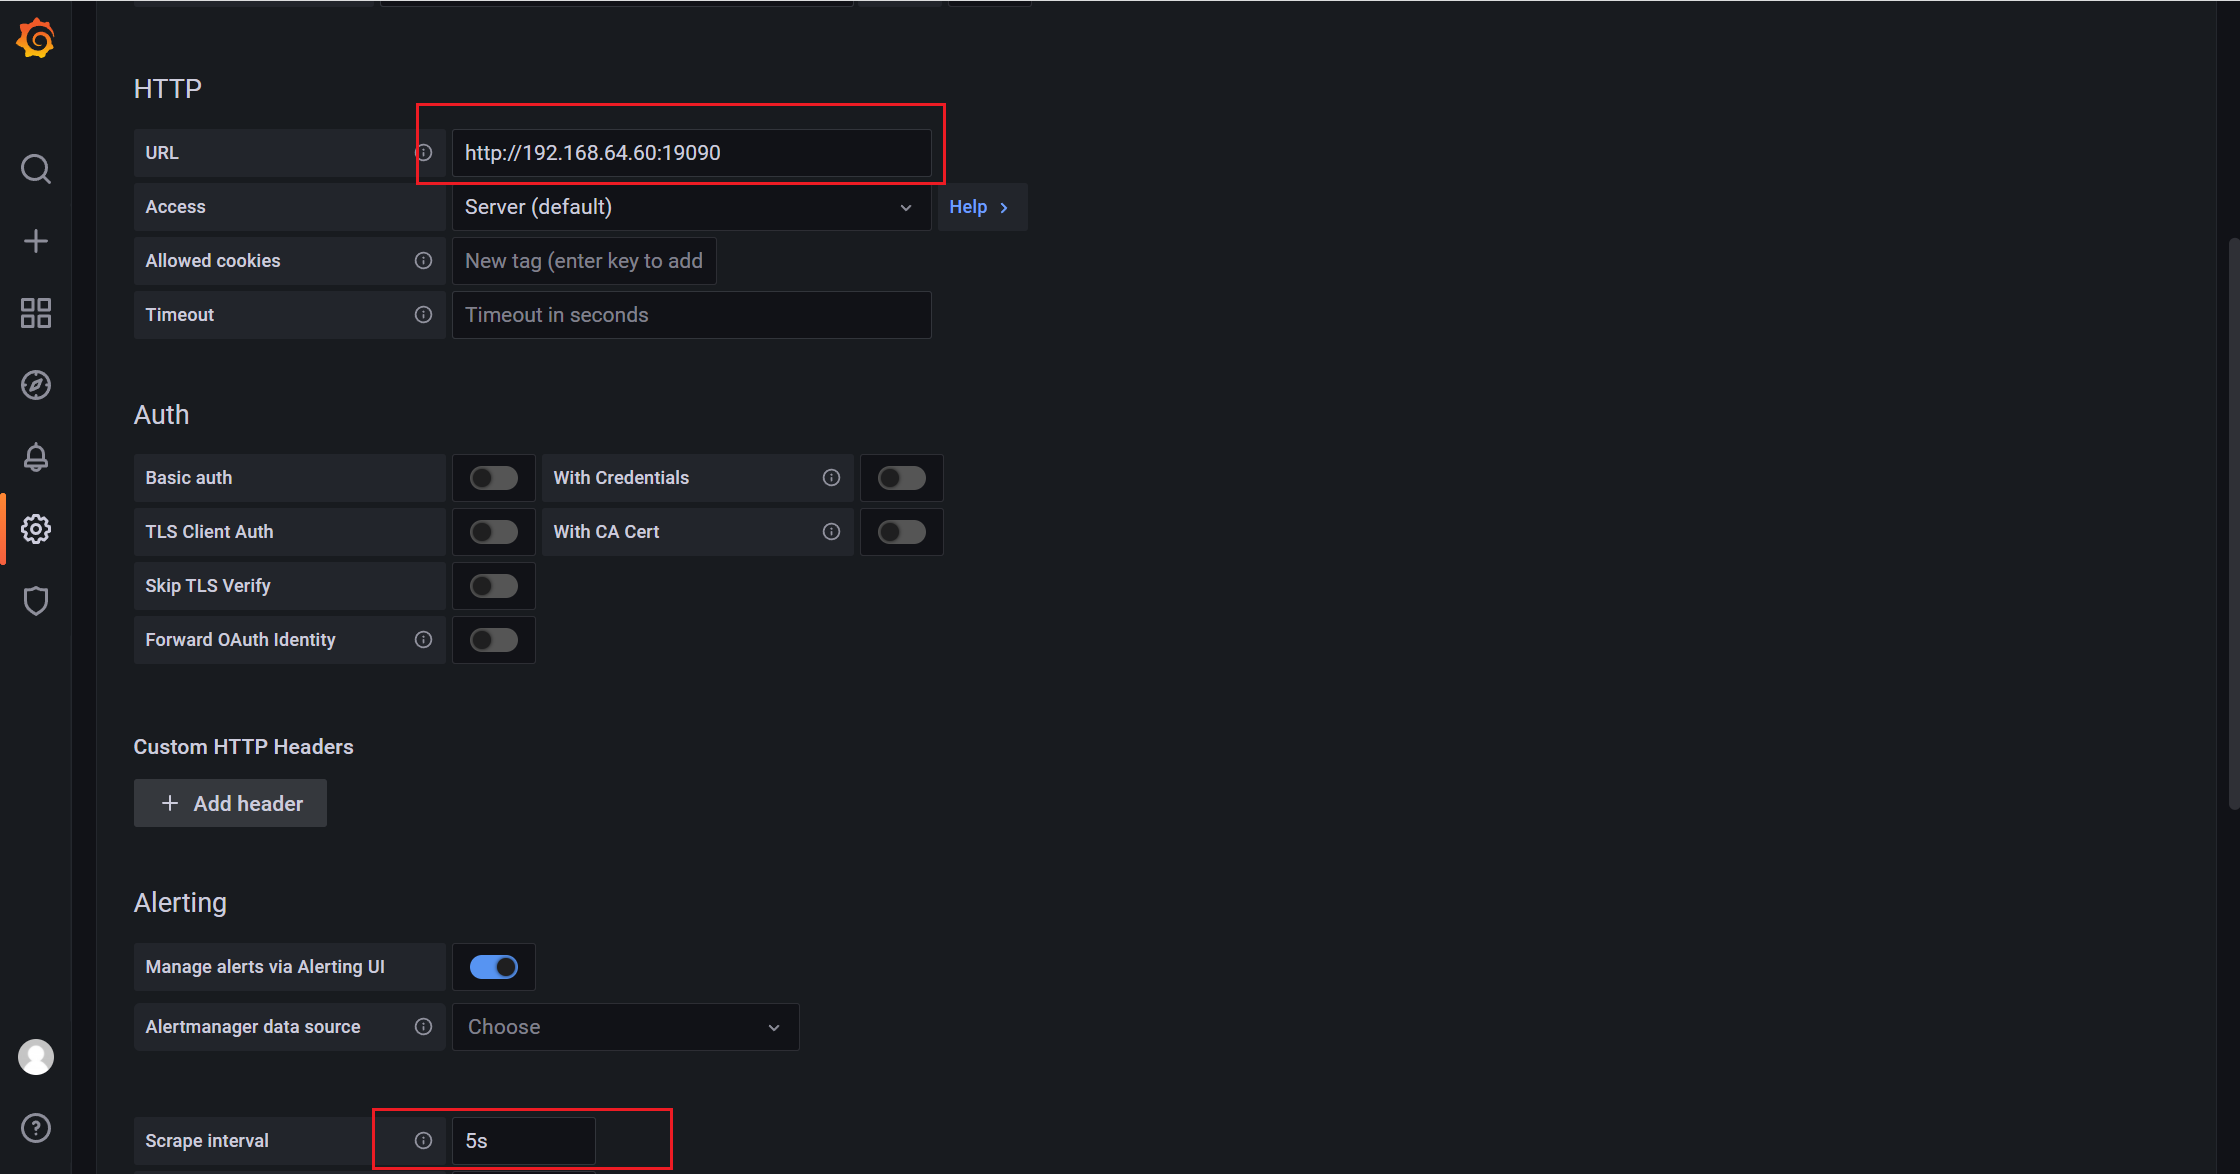 HTTP
URL http://192.168.64.60:19090
Access Server (default) Help
Allowed cookies New tag (enter key to add
Timeout Timeout in seconds
Auth
Basic auth With Credentials
TLS Client Auth With CA Cert
Skip TLS Verify
Forward OAuth Identity
Custom HTTP Headers
Add header
Alerting
Manage alerts via Alerting UI
Alertmanager data source Choose
Scrape interval 5s